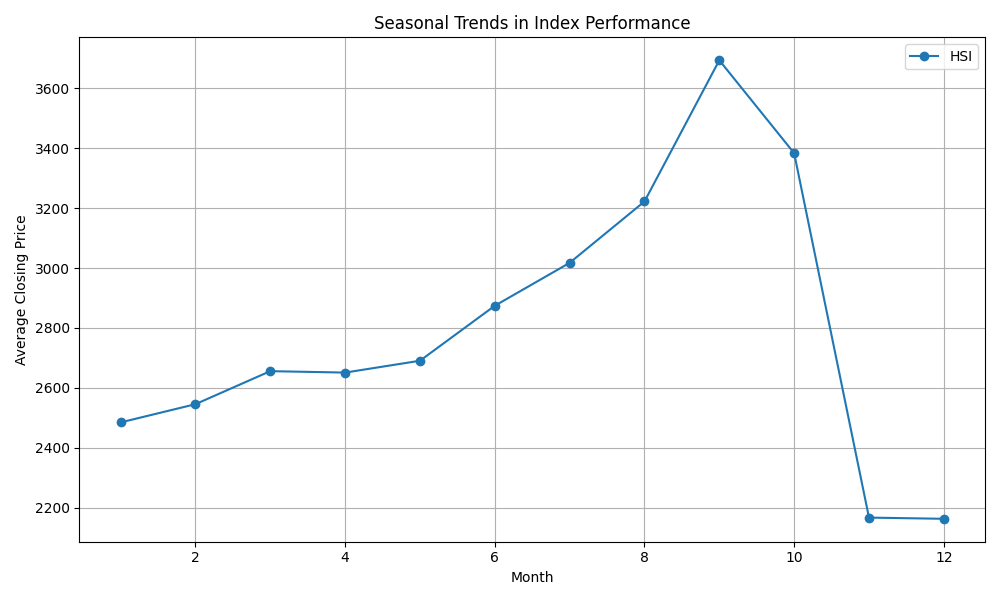 Seasonal Trends in Index Performance
HSI
Average Closing Price
3600
3400
3200
3000
2800
2600
2400
2200
2 4 6 8 10 12
Month